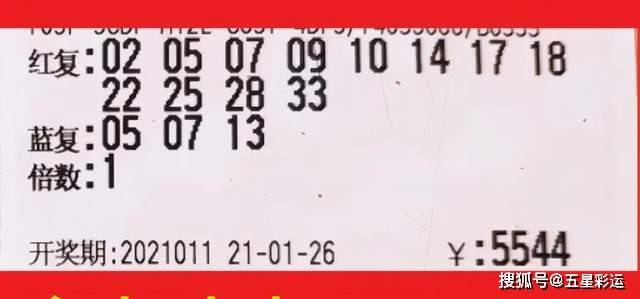 红复:02 05 07 09 10 14 17 18
22 25 28 33
蓝复:05 07 13
倍数:1
开奖期:2021011 21-01-26 ¥:5544
搜狐号@五星彩运